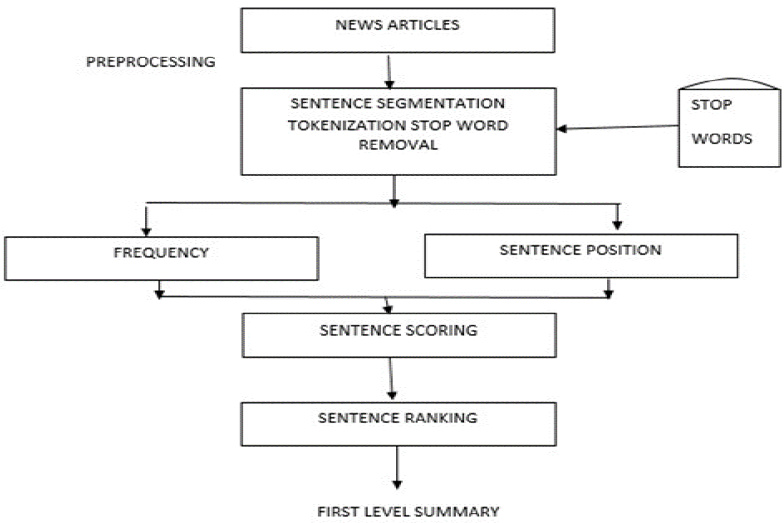 NEWS ARTICLES
PREPROCESSING
SENTENCE SEGMENTATION
TOKENIZATION STOP WORD
REMOVAL
STOP
WORDS
FREQUENCY
SENTENCE POSITION
SENTENCE SCORING
SENTENCE RANKING
FIRST LEVEL SUMMARY